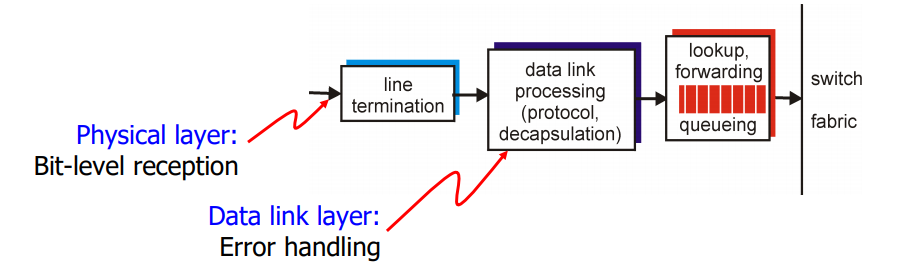 line
termination
data link
processing
(protocol,
decapsulation)
lookup,
forwarding
queueing
switch
fabric
Physical layer:
Bit-level reception
Data link layer:
Error handling